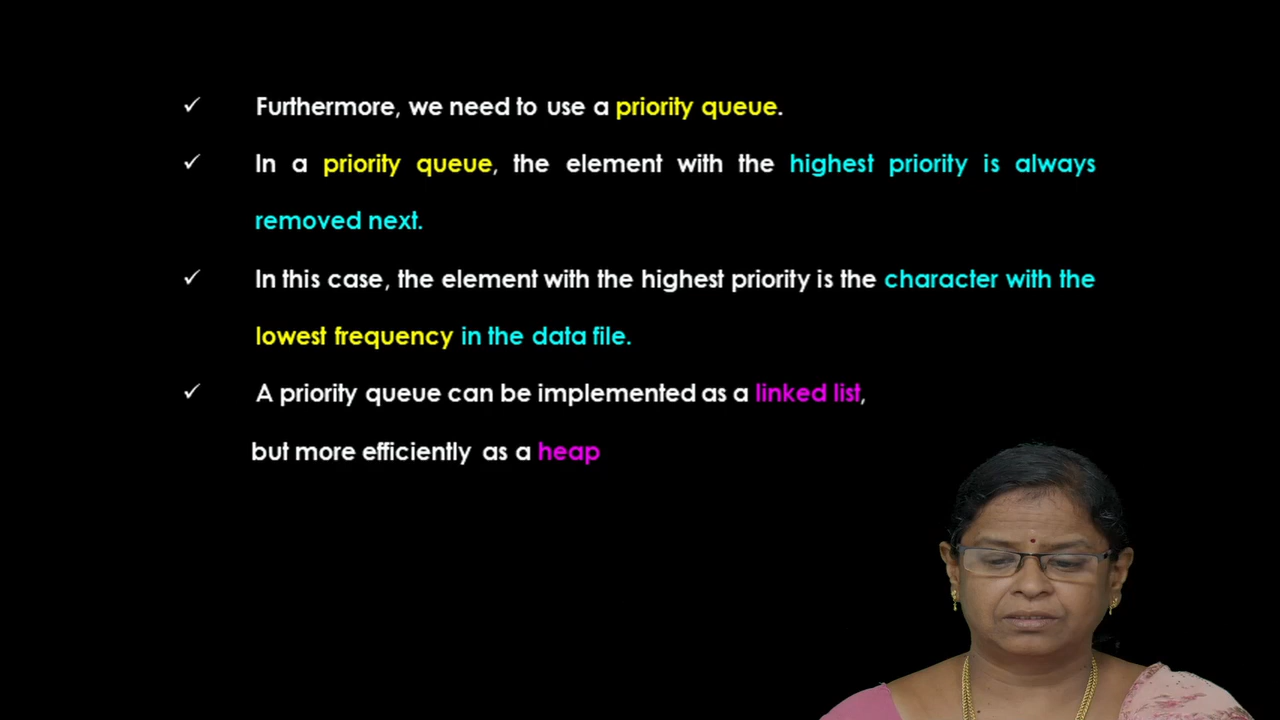 ✓ Furthermore, we need to use a priority queue.
✓ In a priority queue, the element with the highest priority is always
removed next.
✓ In this case, the element with the highest priority is the character with the
lowest frequency in the data file.
✓ A priority queue can be implemented as a linked list,
but more efficiently as a heap